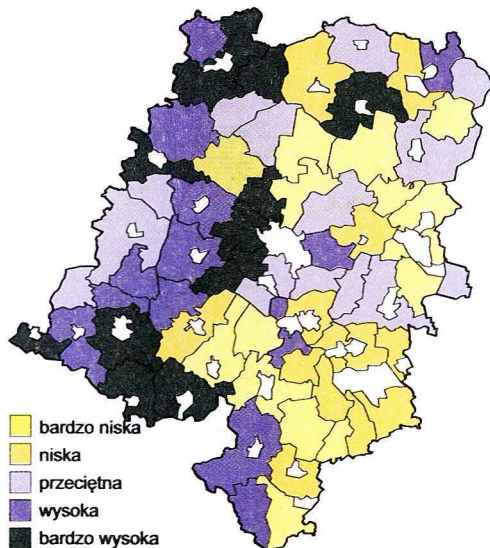 bardzo niska
niska
przeciętna
wysoka
bardzo wysoka